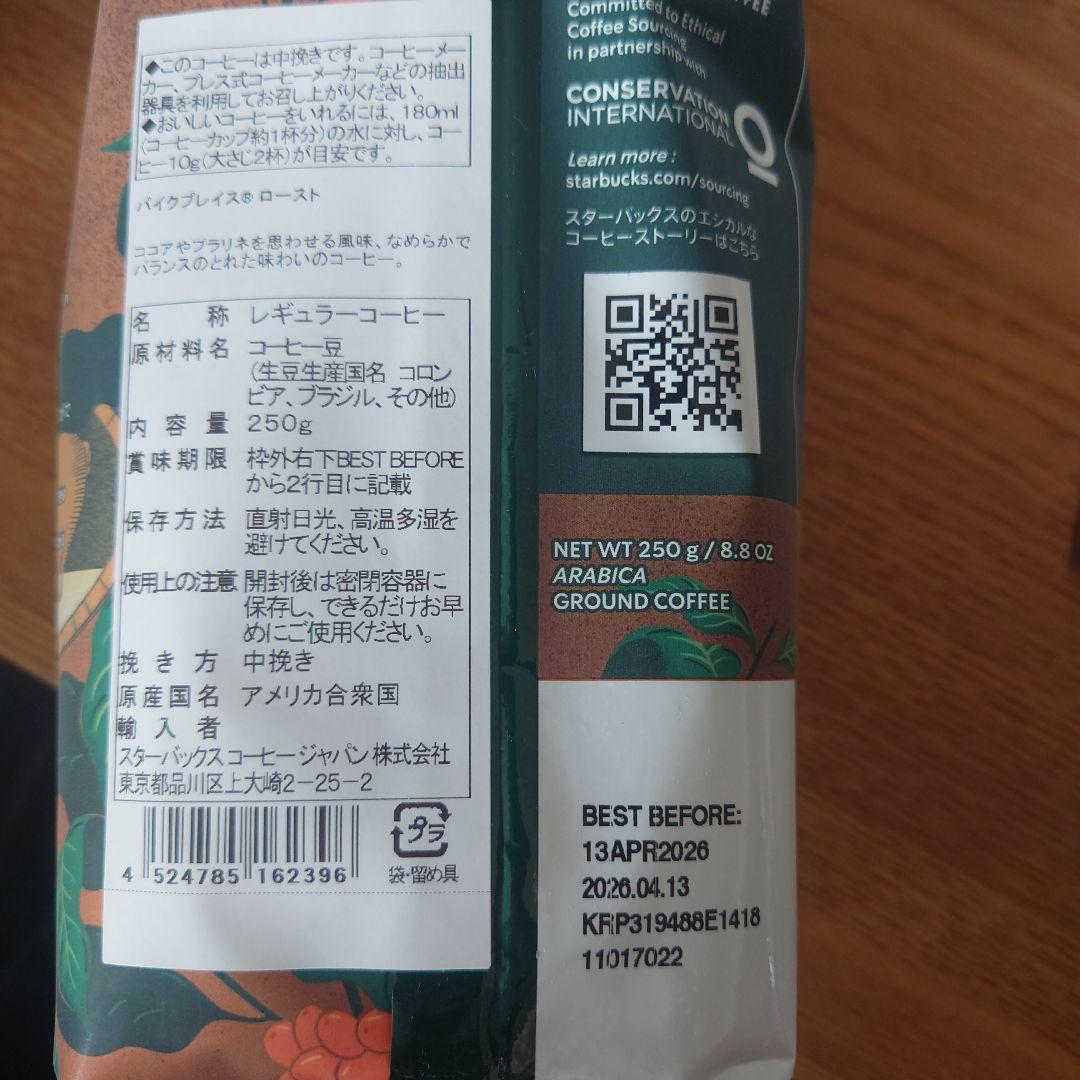 ◆このコーヒーは中挽きです。コーヒーメー
カー、プレス式コーヒーメーカーなどの抽出
器具を利用してお召し上がりください。
◆おいしいコーヒーをいれるには、180ml
(コーヒーカップ約1杯分)の水に対し、コー
ヒー10g(大さじ2杯)が目安です。
パイクプレイス® ロースト
ココアやプラリネを思わせる風味、なめらかで
バランスのとれた味わいのコーヒー。
名称 レギュラーコーヒー
原材料名 コーヒー豆
(生豆生産国名 コロン
ビア、ブラジル、その他)
内容量 250g
賞味期限 枠外右下BEST BEFORE
から2行目に記載
保存方法 直射日光、高温多湿を
避けてください。
使用上の注意 開封後は密閉容器に
保存し、できるだけお早
めにご使用ください。
挽き方 中挽き
原産国名 アメリカ合衆国
輸入者
スターバックス コーヒー ジャパン 株式会社
東京都品川区上大崎2-25-2
4 524785 162396
プラ
袋・留め具
Committed to Ethical
Coffee Sourcing
in partnership with
CONSERVATION
INTERNATIONAL
Learn more:
starbucks.com/sourcing
スターバックスのエシカルな
コーヒーストーリーはこちら
NET WT 250 g / 8.8 OZ
ARABICA
GROUND COFFEE
BEST BEFORE:
13APR2026
2026.04.13
KRP319488E1418
11017022